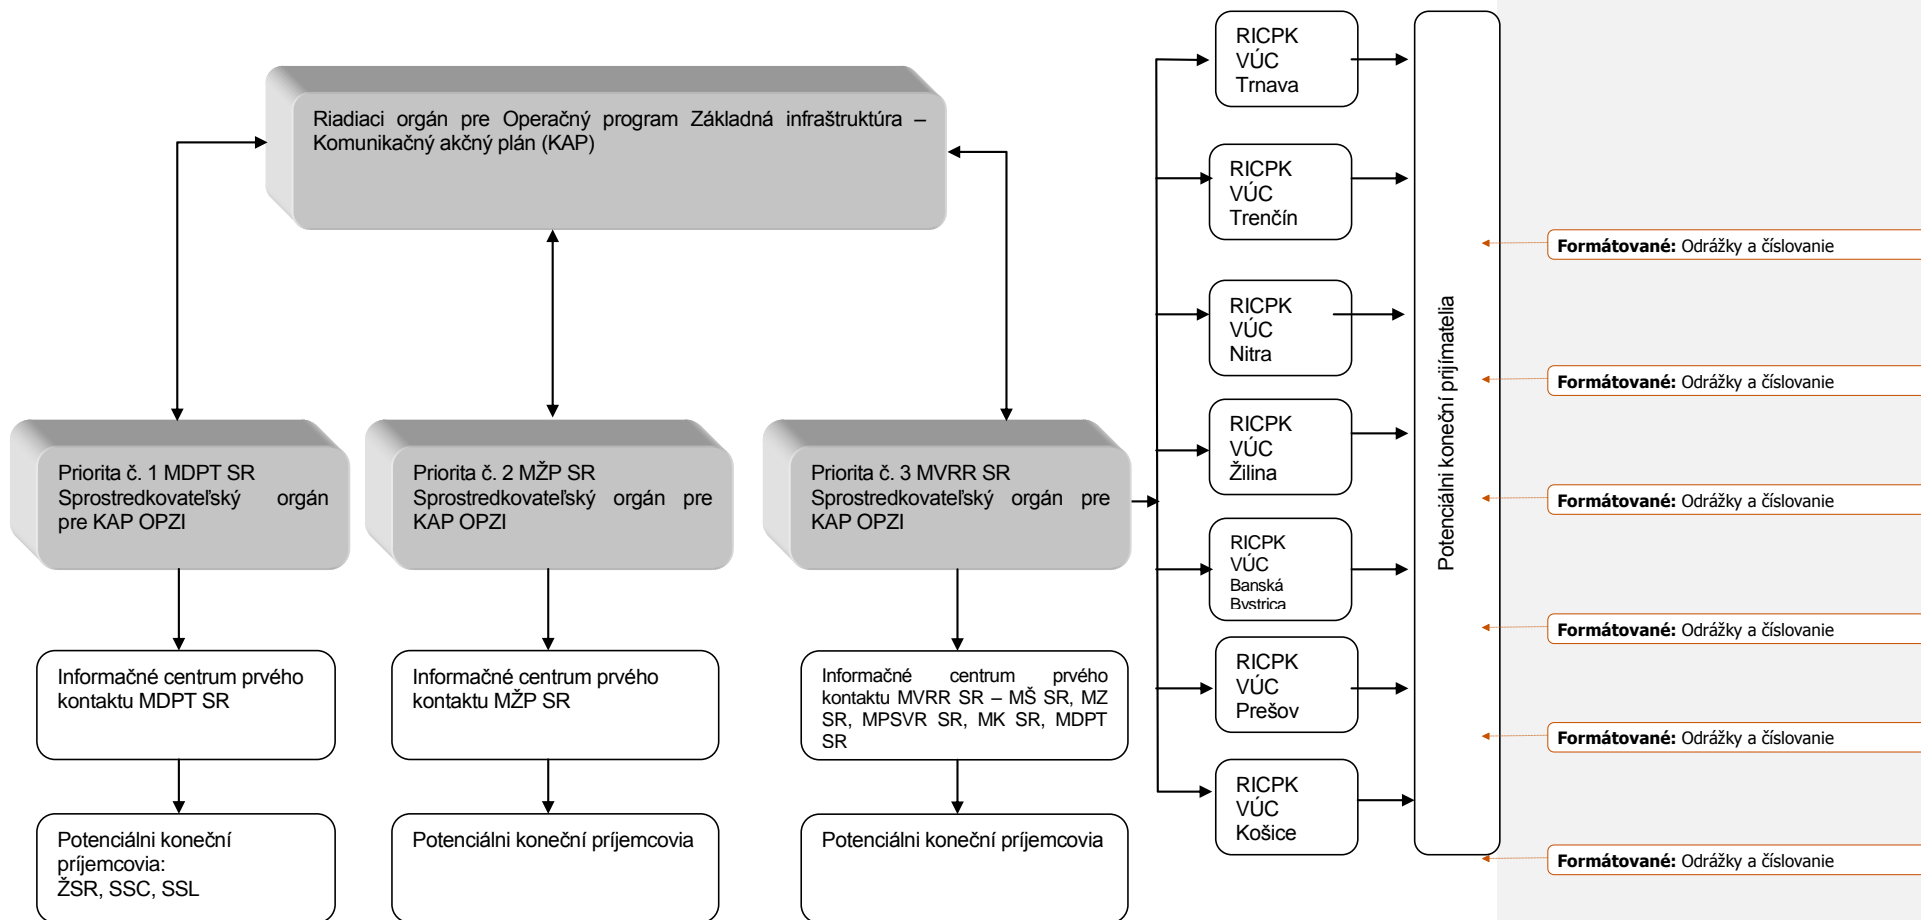 Riadiaci orgán pre Operačný program Základná infraštruktúra –
Komunikačný akčný plán (KAP)
Priorita č. 1 MDPT SR
Sprostredkovateľský orgán
pre KAP OPZI
Priorita č. 2 MŽP SR
Sprostredkovateľský orgán pre
KAP OPZI
Priorita č. 3 MVRR SR
Sprostredkovateľský orgán pre
KAP OPZI
Informačné centrum prvého
kontaktu MDPT SR
Informačné centrum prvého
kontaktu MŽP SR
Informačné centrum prvého
kontaktu MVRR SR – MŠ SR, MZ
SR, MPSVR SR, MK SR, MDPT
SR
Potenciálni koneční
príjemcovia:
ŽSR, SSC, SSL
Potenciálni koneční príjemcovia
Potenciálni koneční príjemcovia
RICPK
VÚC
Trnava
RICPK
VÚC
Trenčín
RICPK
VÚC
Nitra
RICPK
VÚC
Žilina
RICPK
VÚC
Banská
Bystrica
RICPK
VÚC
Prešov
RICPK
VÚC
Košice
Potenciálni koneční prijímatelia
Formátované: Odrážky a číslovanie
Formátované: Odrážky a číslovanie
Formátované: Odrážky a číslovanie
Formátované: Odrážky a číslovanie
Formátované: Odrážky a číslovanie
Formátované: Odrážky a číslovanie